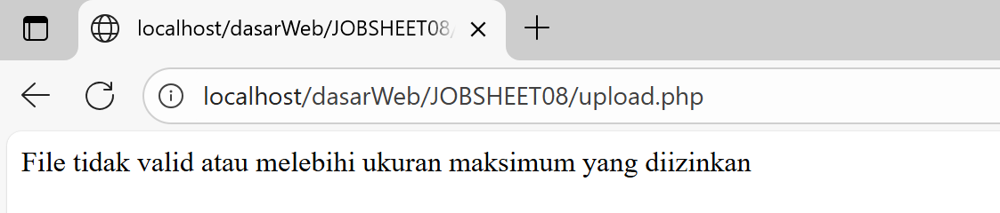 localhost/dasarWeb/JOBSHEET08/
localhost/dasarWeb/JOBSHEET08/upload.php
File tidak valid atau melebihi ukuran maksimum yang diizinkan